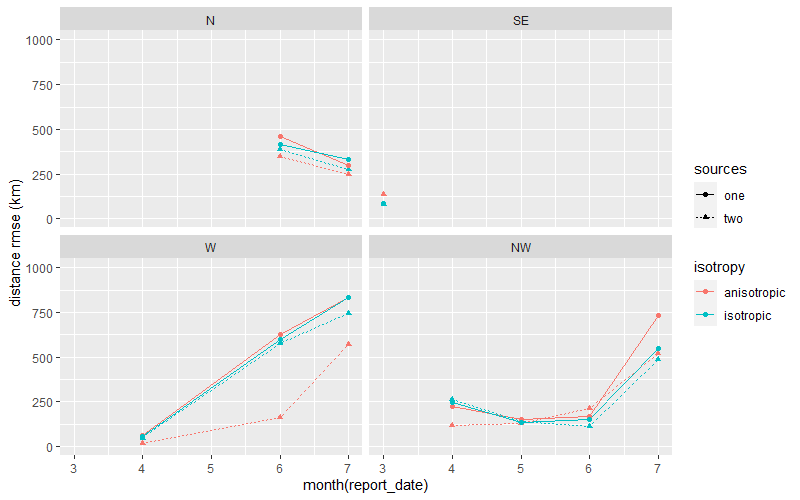 N
SE
1000
750
500
250
0
W
NW
1000
750
500
250
0
3
4
5
6
7
3
4
5
6
7
month(report_date)
distance rmse (km)
sources
one
two
isotropy
anisotropic
isotropic